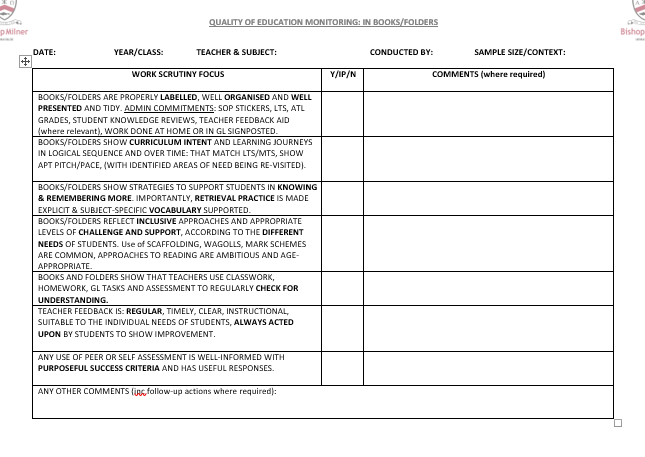 QUALITY OF EDUCATION MONITORING: IN BOOKS/FOLDERS
Bishop Milner
Bishop
DATE: YEAR/CLASS: TEACHER & SUBJECT: CONDUCTED BY: SAMPLE SIZE/CONTEXT:
WORK SCRUTINY FOCUS Y/IP/N COMMENTS (where required)
BOOKS/FOLDERS ARE PROPERLY LABELLED, WELL ORGANISED AND WELL
PRESENTED AND TIDY. ADMIN COMMITMENTS: SOP STICKERS, LTS, ATL
GRADES, STUDENT KNOWLEDGE REVIEWS, TEACHER FEEDBACK AID
(where relevant), WORK DONE AT HOME OR IN GL SIGNPOSTED.
BOOKS/FOLDERS SHOW CURRICULUM INTENT AND LEARNING JOURNEYS
IN LOGICAL SEQUENCE AND OVER TIME: THAT MATCH LTS/MTS, SHOW
APT PITCH/PACE, (WITH IDENTIFIED AREAS OF NEED BEING RE-VISITED).
BOOKS/FOLDERS SHOW STRATEGIES TO SUPPORT STUDENTS IN KNOWING
& REMEMBERING MORE. IMPORTANTLY, RETRIEVAL PRACTICE IS MADE
EXPLICIT & SUBJECT-SPECIFIC VOCABULARY SUPPORTED.
BOOKS/FOLDERS REFLECT INCLUSIVE APPROACHES AND APPROPRIATE
LEVELS OF CHALLENGE AND SUPPORT, ACCORDING TO THE DIFFERENT
NEEDS OF STUDENTS. Use of SCAFFOLDING, WAGOLLS, MARK SCHEMES
ARE COMMON, APPROACHES TO READING ARE AMBITIOUS AND AGE-
APPROPRIATE.
BOOKS AND FOLDERS SHOW THAT TEACHERS USE CLASSWORK,
HOMEWORK, GL TASKS AND ASSESSMENT TO REGULARLY CHECK FOR
UNDERSTANDING.
TEACHER FEEDBACK IS: REGULAR, TIMELY, CLEAR, INSTRUCTIONAL,
SUITABLE TO THE INDIVIDUAL NEEDS OF STUDENTS, ALWAYS ACTED
UPON BY STUDENTS TO SHOW IMPROVEMENT.
ANY USE OF PEER OR SELF ASSESSMENT IS WELL-INFORMED WITH
PURPOSEFUL SUCCESS CRITERIA AND HAS USEFUL RESPONSES.
ANY OTHER COMMENTS (inc follow-up actions where required):